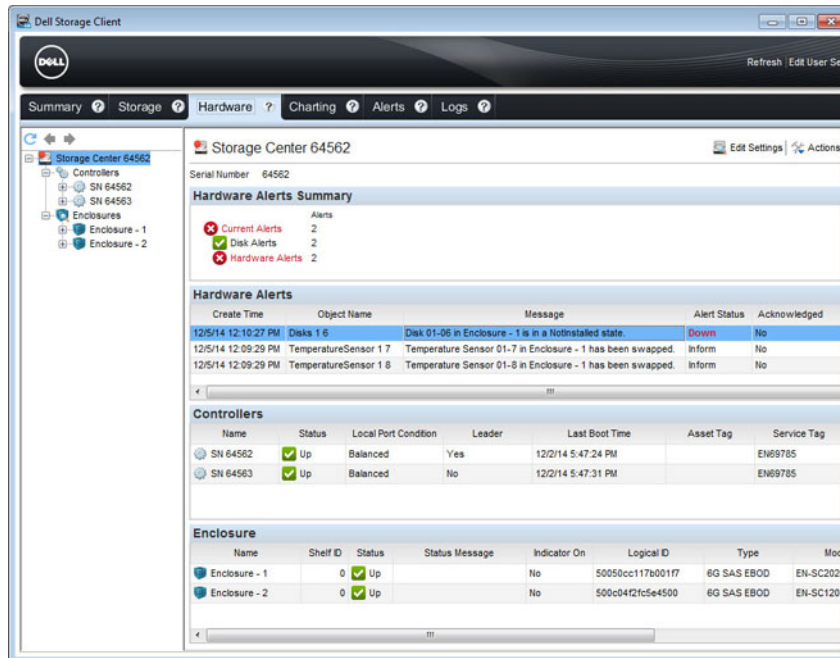 Dell Storage Client
DELL
Refresh Edit User Se
Summary ? Storage ? Hardware ? Charting ? Alerts ? Logs ?
Storage Center 64562
Controllers
SN 64562
SN 64563
Enclosures
Enclosure - 1
Enclosure - 2
Storage Center 64562
Edit Settings Actions
Serial Number 64562
Hardware Alerts Summary
Alerts
Current Alerts 2
Disk Alerts 2
Hardware Alerts 2
Hardware Alerts
Create Time Object Name Message Alert Status Acknowledged
12/5/14 12:10:27 PM Disks 1 6 Disk 01-06 in Enclosure - 1 is in a NotInstalled state. Down No
12/5/14 12:09:29 PM TemperatureSensor 1 7 Temperature Sensor 01-7 in Enclosure - 1 has been swapped. Inform No
12/5/14 12:09:29 PM TemperatureSensor 1 8 Temperature Sensor 01-8 in Enclosure - 1 has been swapped. Inform No
Controllers
Name Status Local Port Condition Leader Last Boot Time Asset Tag Service Tag
SN 64562 Up Balanced Yes 12/2/14 5:47:24 PM EN69785
SN 64563 Up Balanced No 12/2/14 5:47:31 PM EN69785
Enclosure
Name Shelf ID Status Status Message Indicator On Logical ID Type Mod
Enclosure - 1 0 Up No 50050cc117b001f7 6G SAS EBOD EN-SC202
Enclosure - 2 0 Up No 500c04f2fc5e4500 6G SAS EBOD EN-SC120